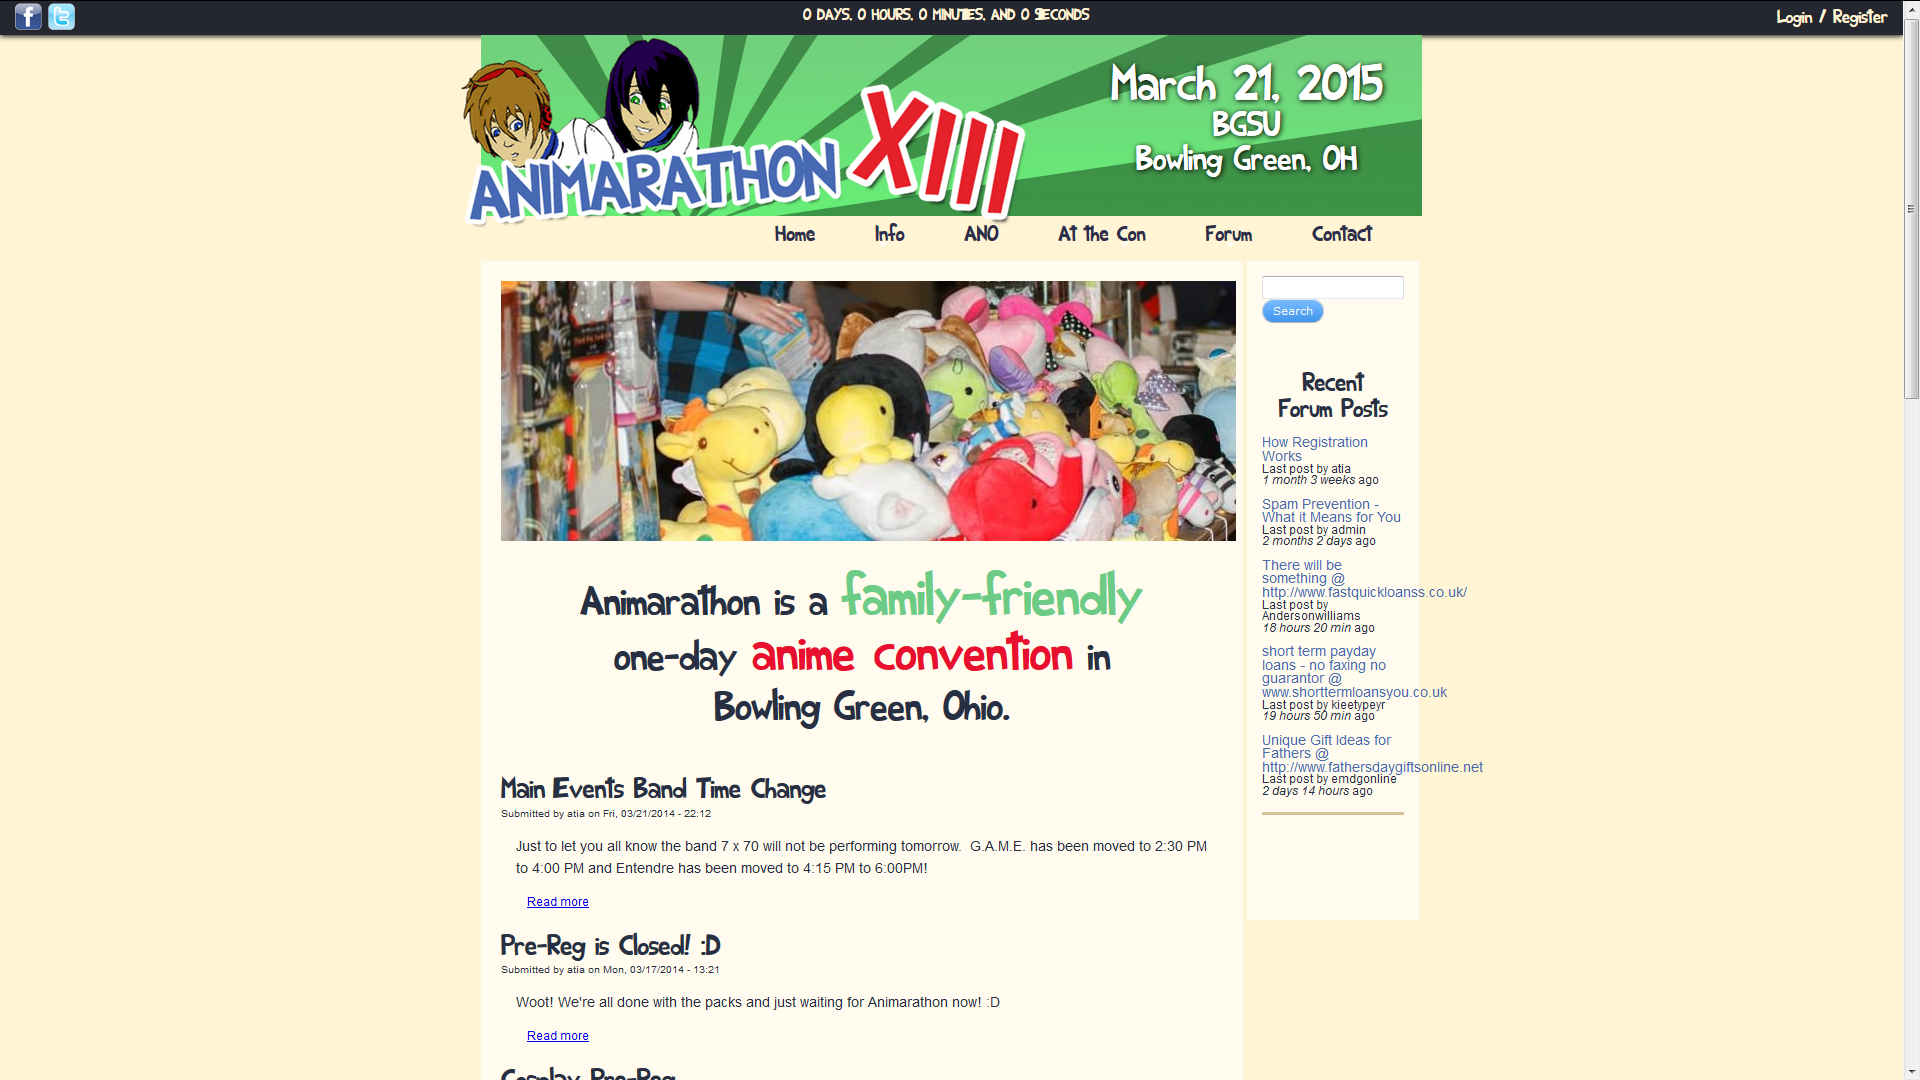 0 DAYS, 0 HOURS, 0 MINUTES, AND 0 SECONDS
Login / Register
ANIMARATHON XIII
March 21, 2015
BGSU
Bowling Green, OH
Home Info ANO At the Con Forum Contact
Search
Recent
Forum Posts
How Registration
Works
Last post by atia
1 month 3 weeks ago
Spam Prevention -
What it Means for You
Last post by admin
2 months 2 days ago
There will be
something @
http://www.fastquickloanss.co.uk/
Last post by
Andersonwilliams
18 hours 20 min ago
short term payday
loans - no faxing no
guarantor @
www.shorttermloansyou.co.uk
Last post by kieetypeyr
19 hours 50 min ago
Unique Gift Ideas for
Fathers @
http://www.fathersdaygiftsonline.net
Last post by emdgonline
2 days 14 hours ago
Animarathon is a family-friendly
one-day anime convention in
Bowling Green, Ohio.
Main Events Band Time Change
Submitted by atia on Fri, 03/21/2014 - 22:12
Just to let you all know the band 7 x 70 will not be performing tomorrow.  G.A.M.E. has been moved to 2:30 PM
to 4:00 PM and Entendre has been moved to 4:15 PM to 6:00PM!
Read more
Pre-Reg is Closed! :D
Submitted by atia on Mon, 03/17/2014 - 13:21
Woot! We're all done with the packs and just waiting for Animarathon now! :D
Read more
Cosplay Pre-Reg